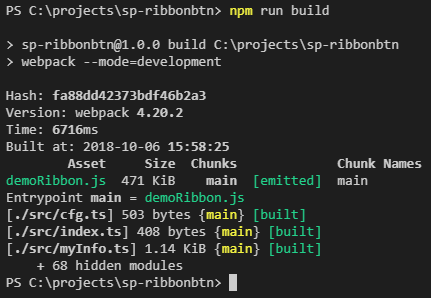 PS C:\projects\sp-ribbonbtn> npm run build
> sp-ribbonbtn@1.0.0 build C:\projects\sp-ribbonbtn
> webpack --mode=development
Hash: fa88dd42373bdf46b2a3
Version: webpack 4.20.2
Time: 6716ms
Built at: 2018-10-06 15:58:25
Asset Size Chunks Chunk Names
demoRibbon.js 471 KiB main [emitted] main
Entrypoint main = demoRibbon.js
[./src/cfg.ts] 503 bytes {main} [built]
[./src/index.ts] 408 bytes {main} [built]
[./src/myInfo.ts] 1.14 KiB {main} [built]
+ 68 hidden modules
PS C:\projects\sp-ribbonbtn>